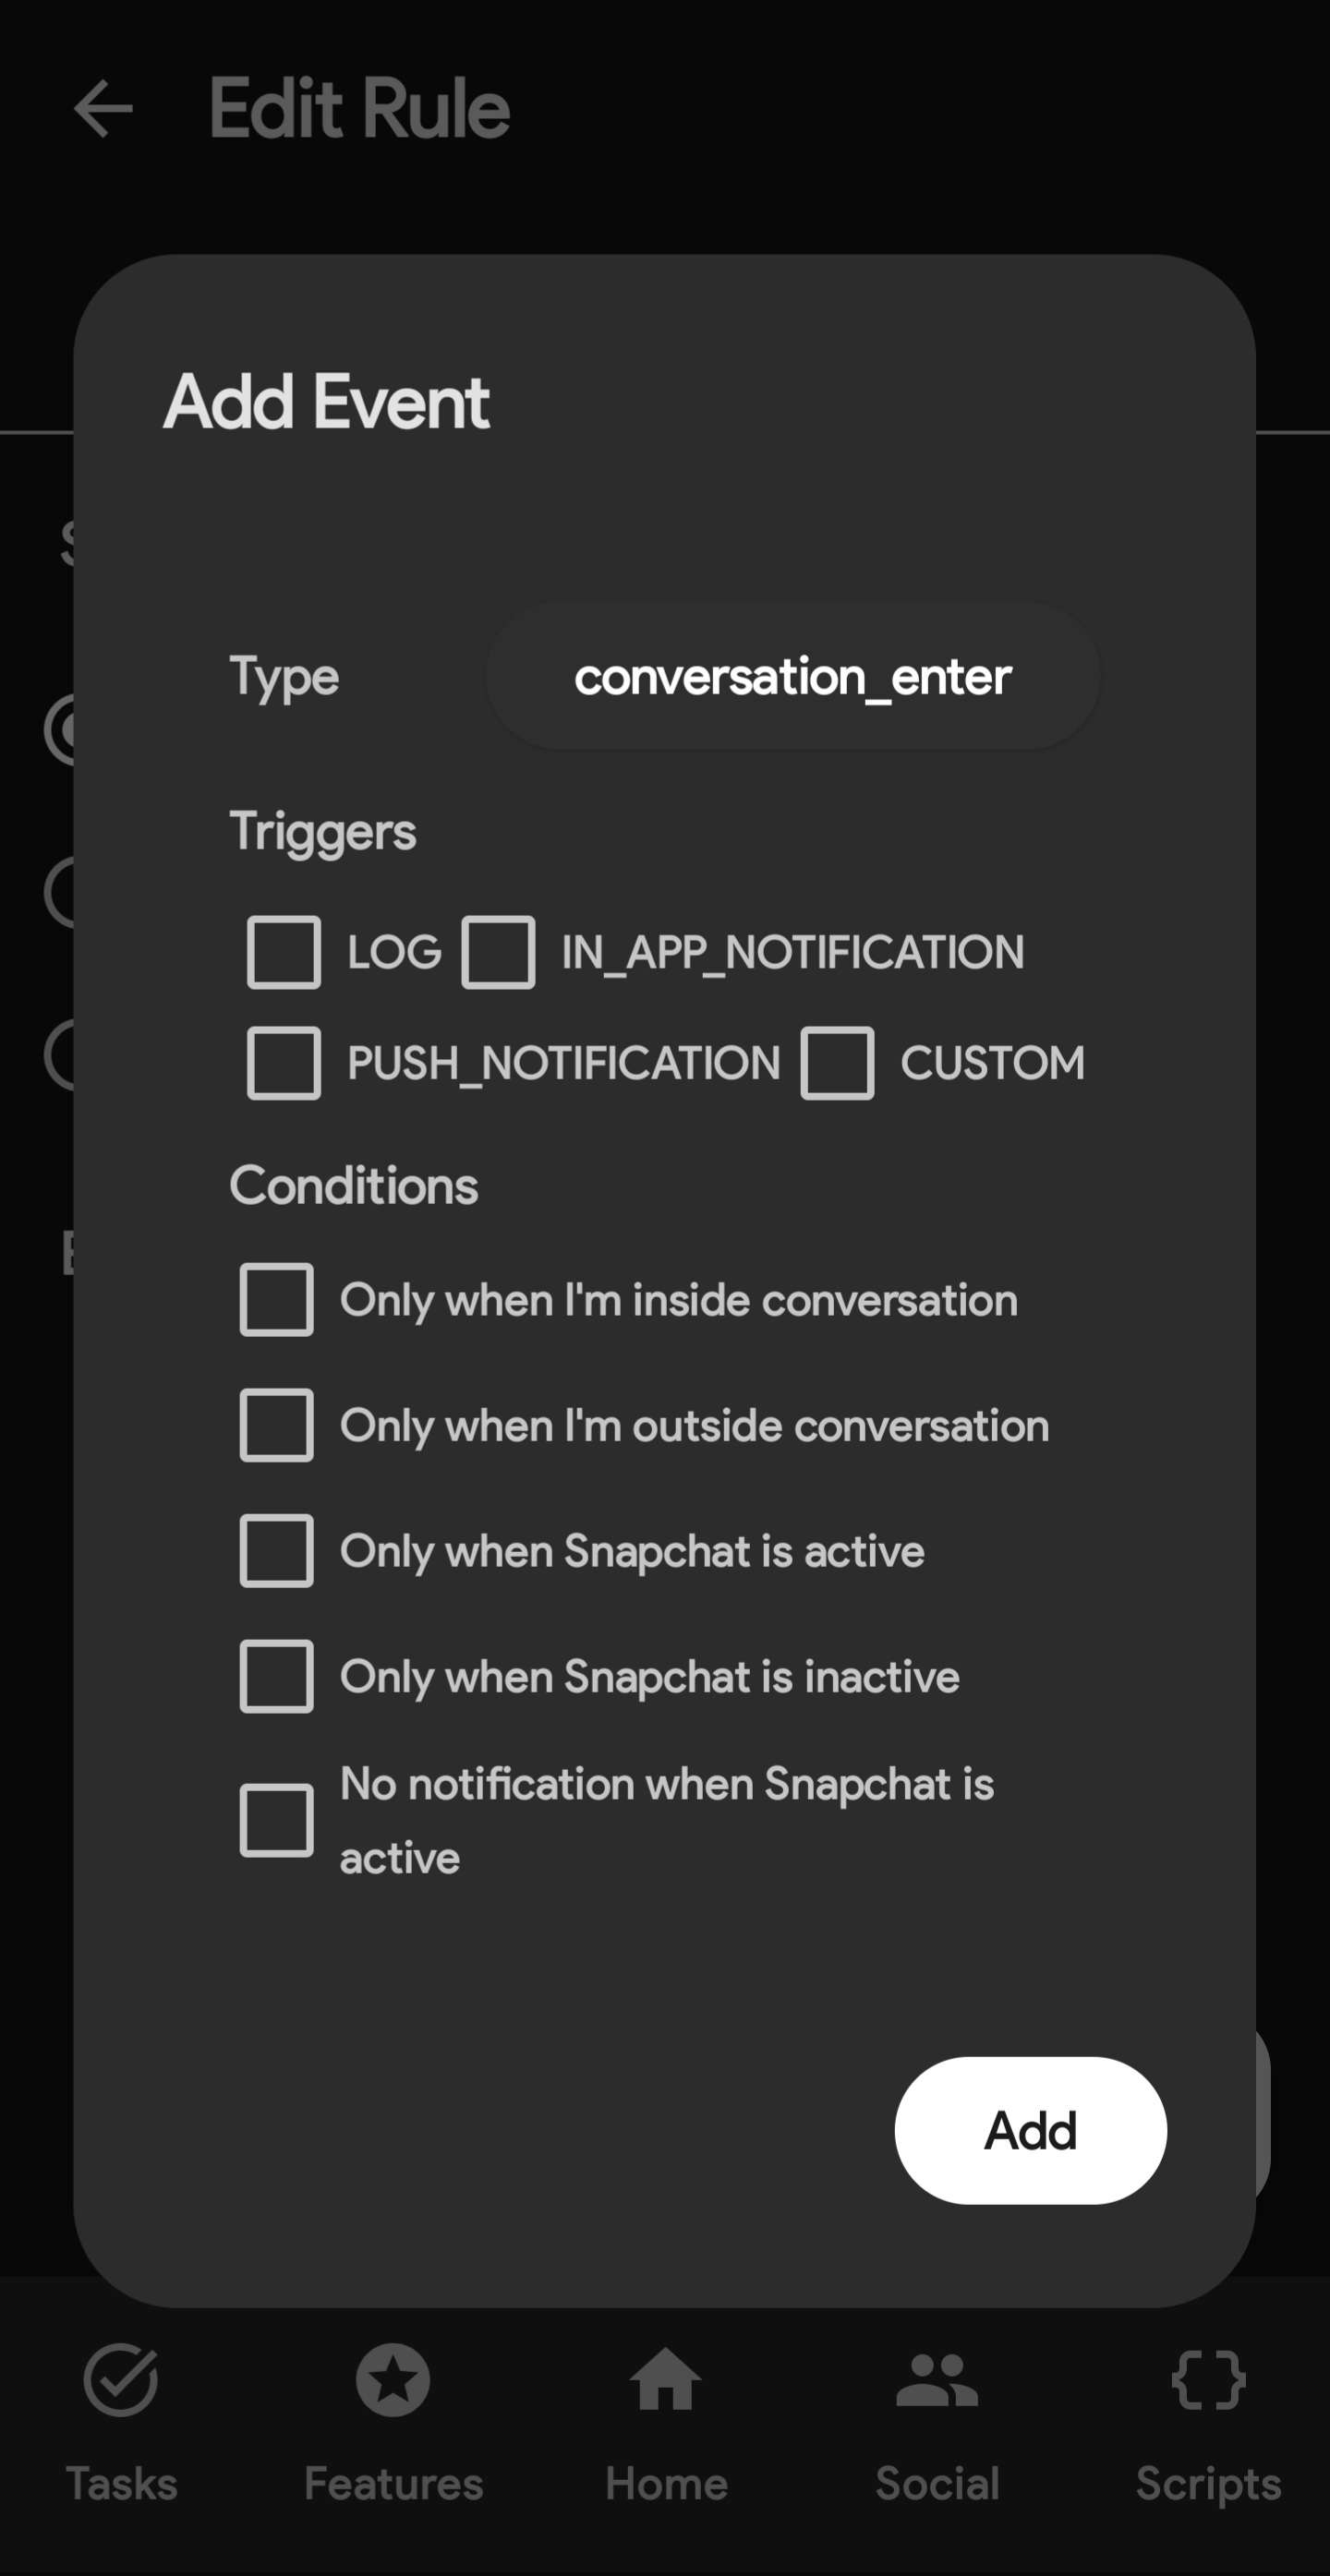 Edit Rule
Add Event
Type conversation_enter
Triggers
LOG IN_APP_NOTIFICATION
PUSH_NOTIFICATION CUSTOM
Conditions
Only when I'm inside conversation
Only when I'm outside conversation
Only when Snapchat is active
Only when Snapchat is inactive
No notification when Snapchat is
active
Add
Tasks Features Home Social Scripts